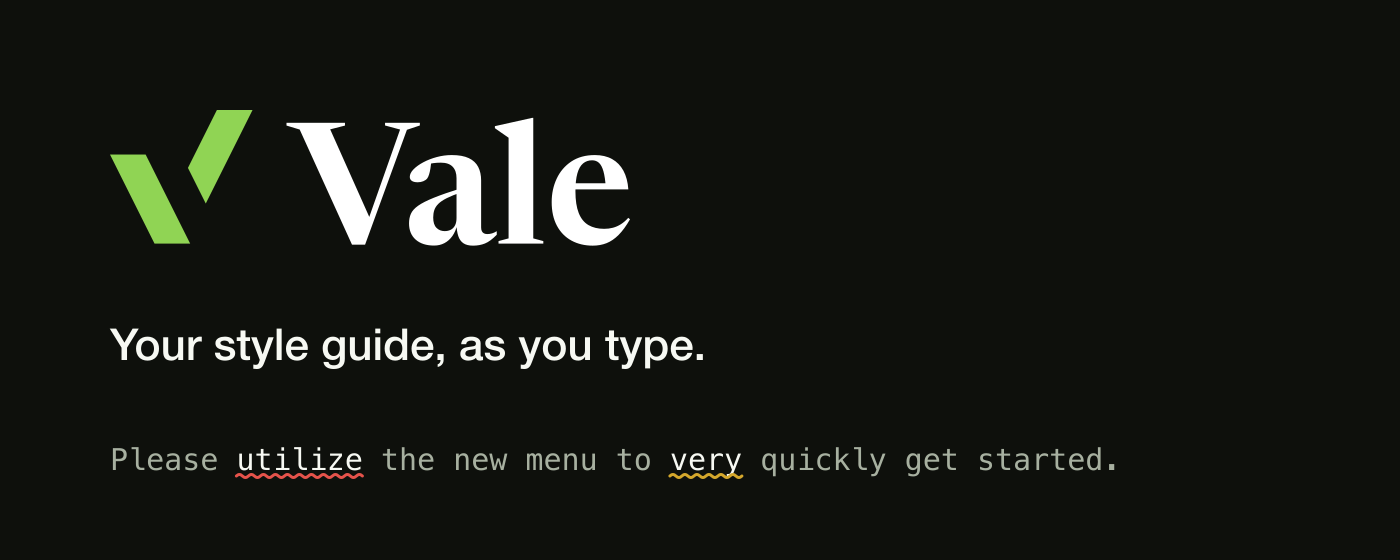 Vale
Your style guide, as you type.
Please utilize the new menu to very quickly get started.